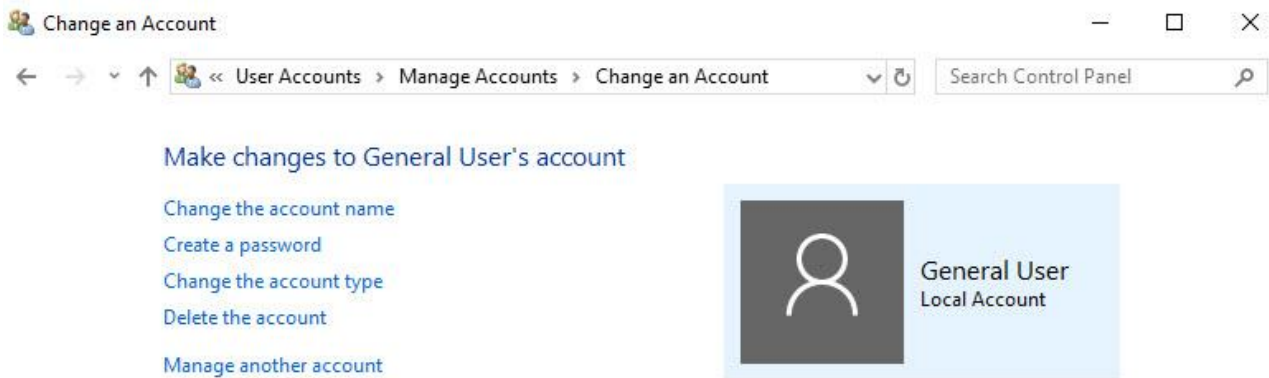 Change an Account
« User Accounts > Manage Accounts > Change an Account
Search Control Panel
Make changes to General User's account
Change the account name
Create a password
Change the account type
Delete the account
Manage another account
General User
Local Account